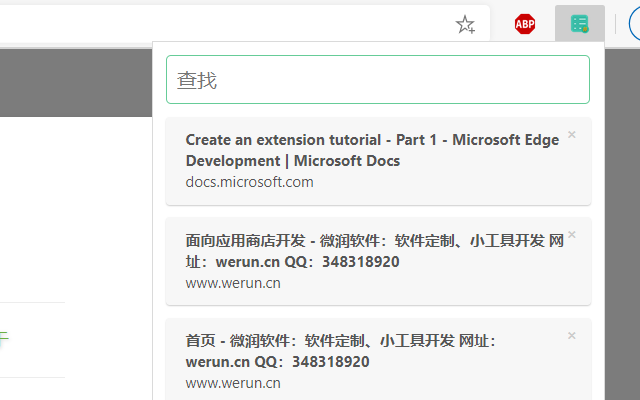 ABP
查找
Create an extension tutorial - Part 1 - Microsoft Edge
Development | Microsoft Docs
docs.microsoft.com
面向应用商店开发 - 微润软件：软件定制、小工具开发 网
址：werun.cn QQ：348318920
www.werun.cn
首页 - 微润软件：软件定制、小工具开发 网址：
werun.cn QQ：348318920
www.werun.cn